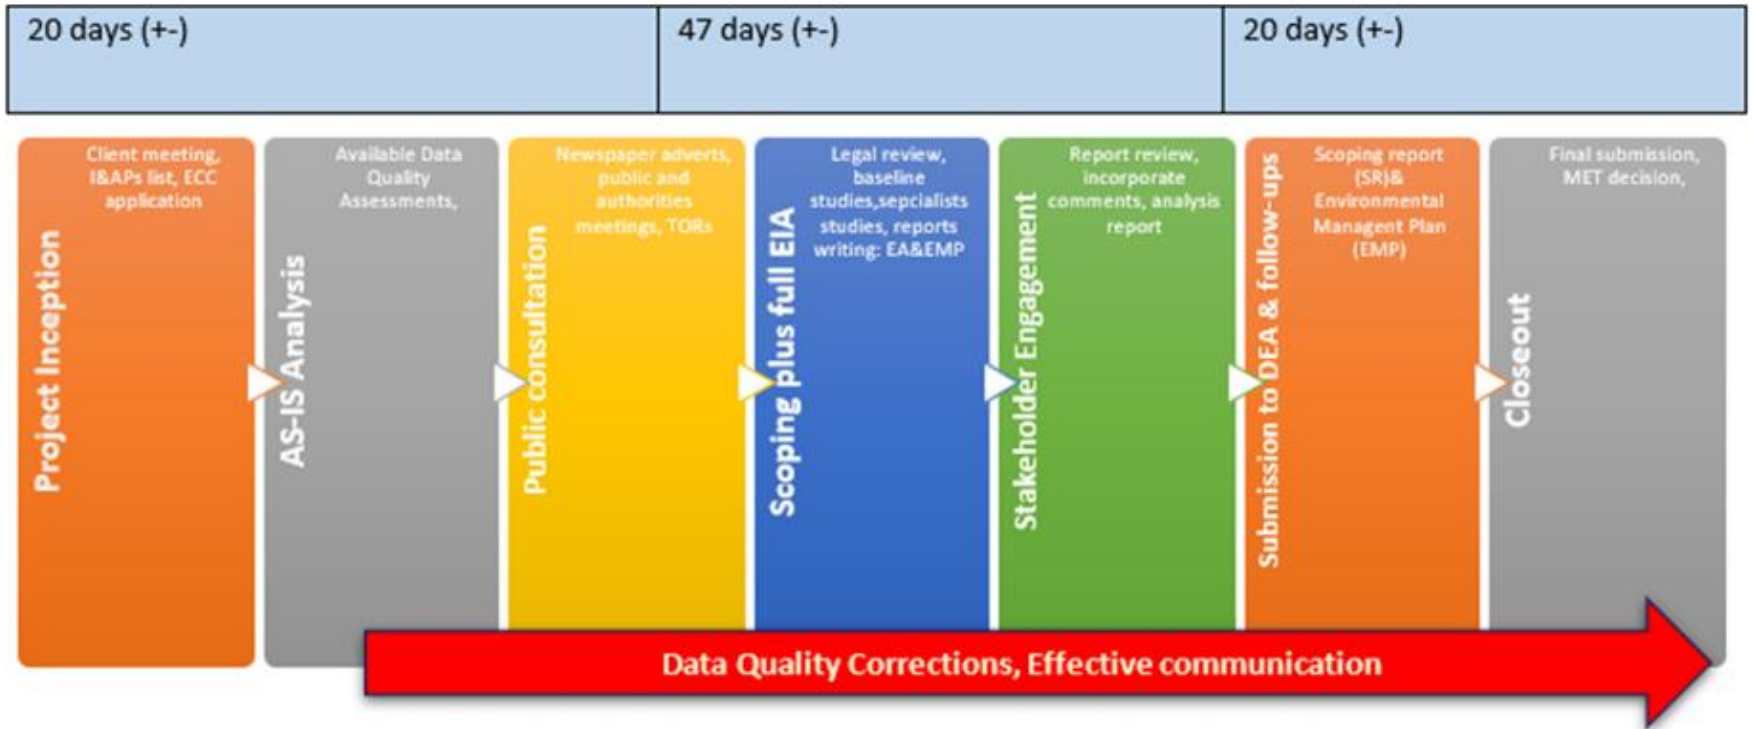 20 days (+-)
47 days (+-)
20 days (+-)
Project Inception
Client meeting,
I&APs list, ECC
application
AS-IS Analysis
Available Data
Quality
Assessments,
Public consultation
Newspaper adverts,
public and
authorities
meetings, TORs
Scoping plus full EIA
Legal review,
baseline
studies,sepcialists
studies, reports
writing: EA&EMP
Stakeholder Engagement
Report review,
incorporate
comments, analysis
report
Submission to DEA & follow-ups
Scoping report
(SR)&
Environmental
Managent Plan
(EMP)
Closeout
Final submission,
MET decision,
Data Quality Corrections, Effective communication